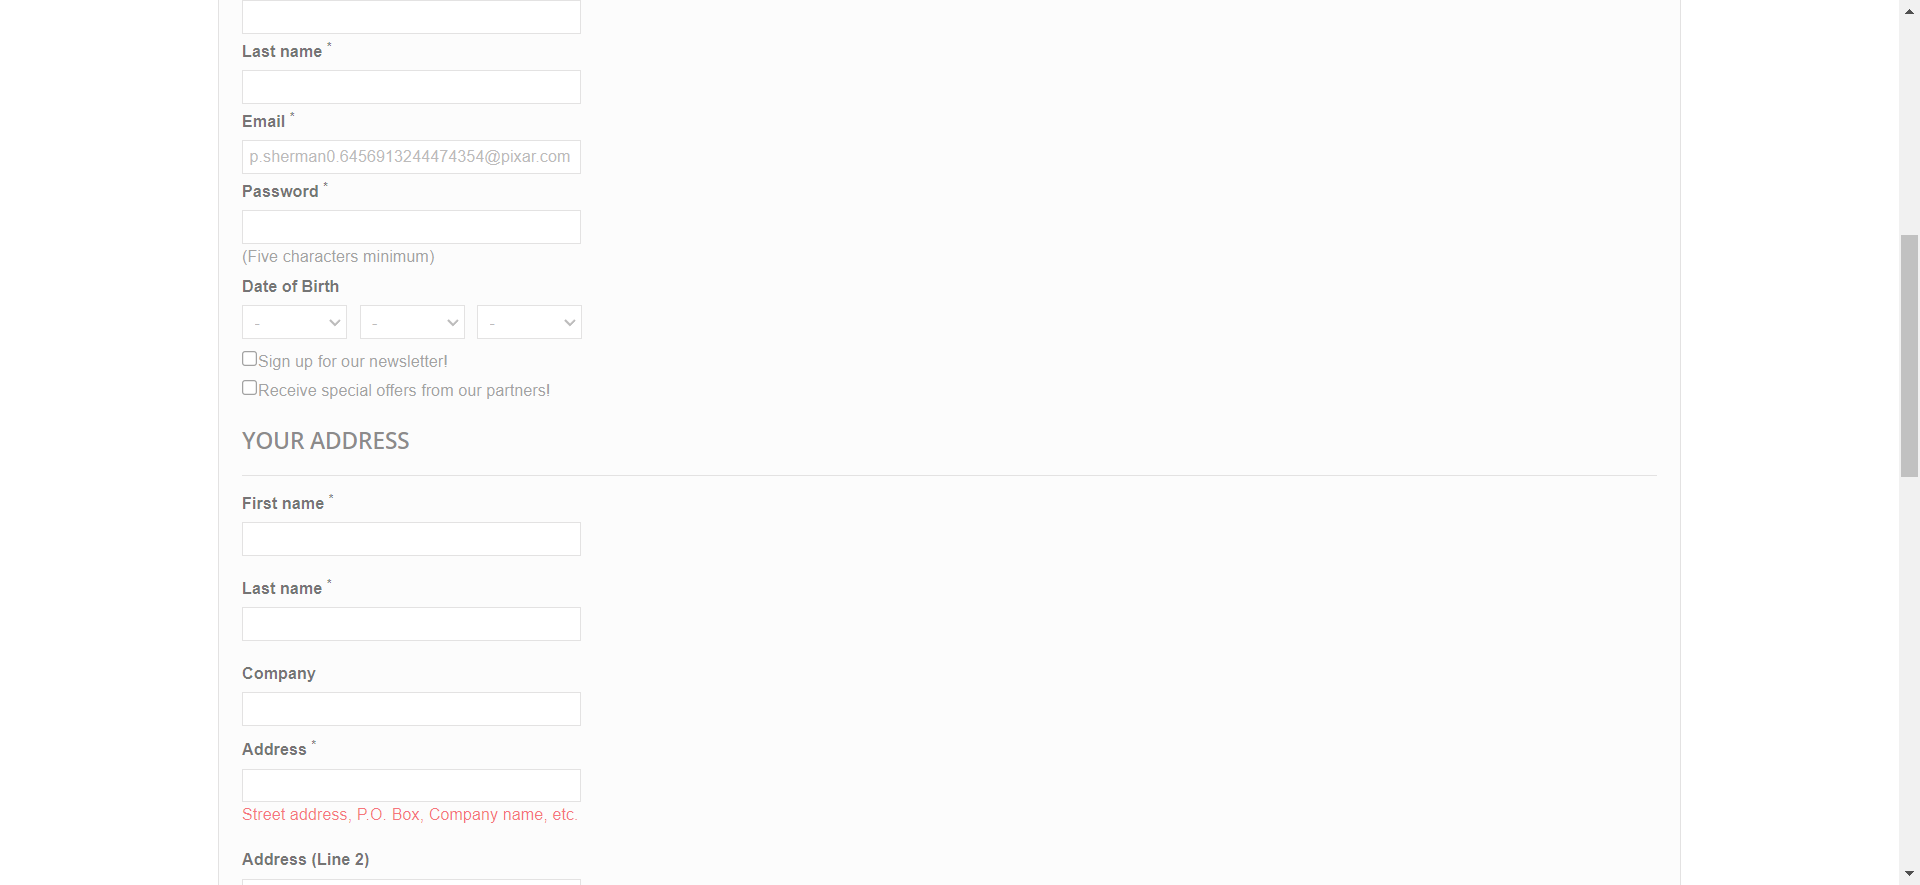 Last name *
Email *
p.sherman0.6456913244474354@pixar.com
Password *
(Five characters minimum)
Date of Birth
- - -
Sign up for our newsletter!
Receive special offers from our partners!
YOUR ADDRESS
First name *
Last name *
Company
Address *
Street address, P.O. Box, Company name, etc.
Address (Line 2)